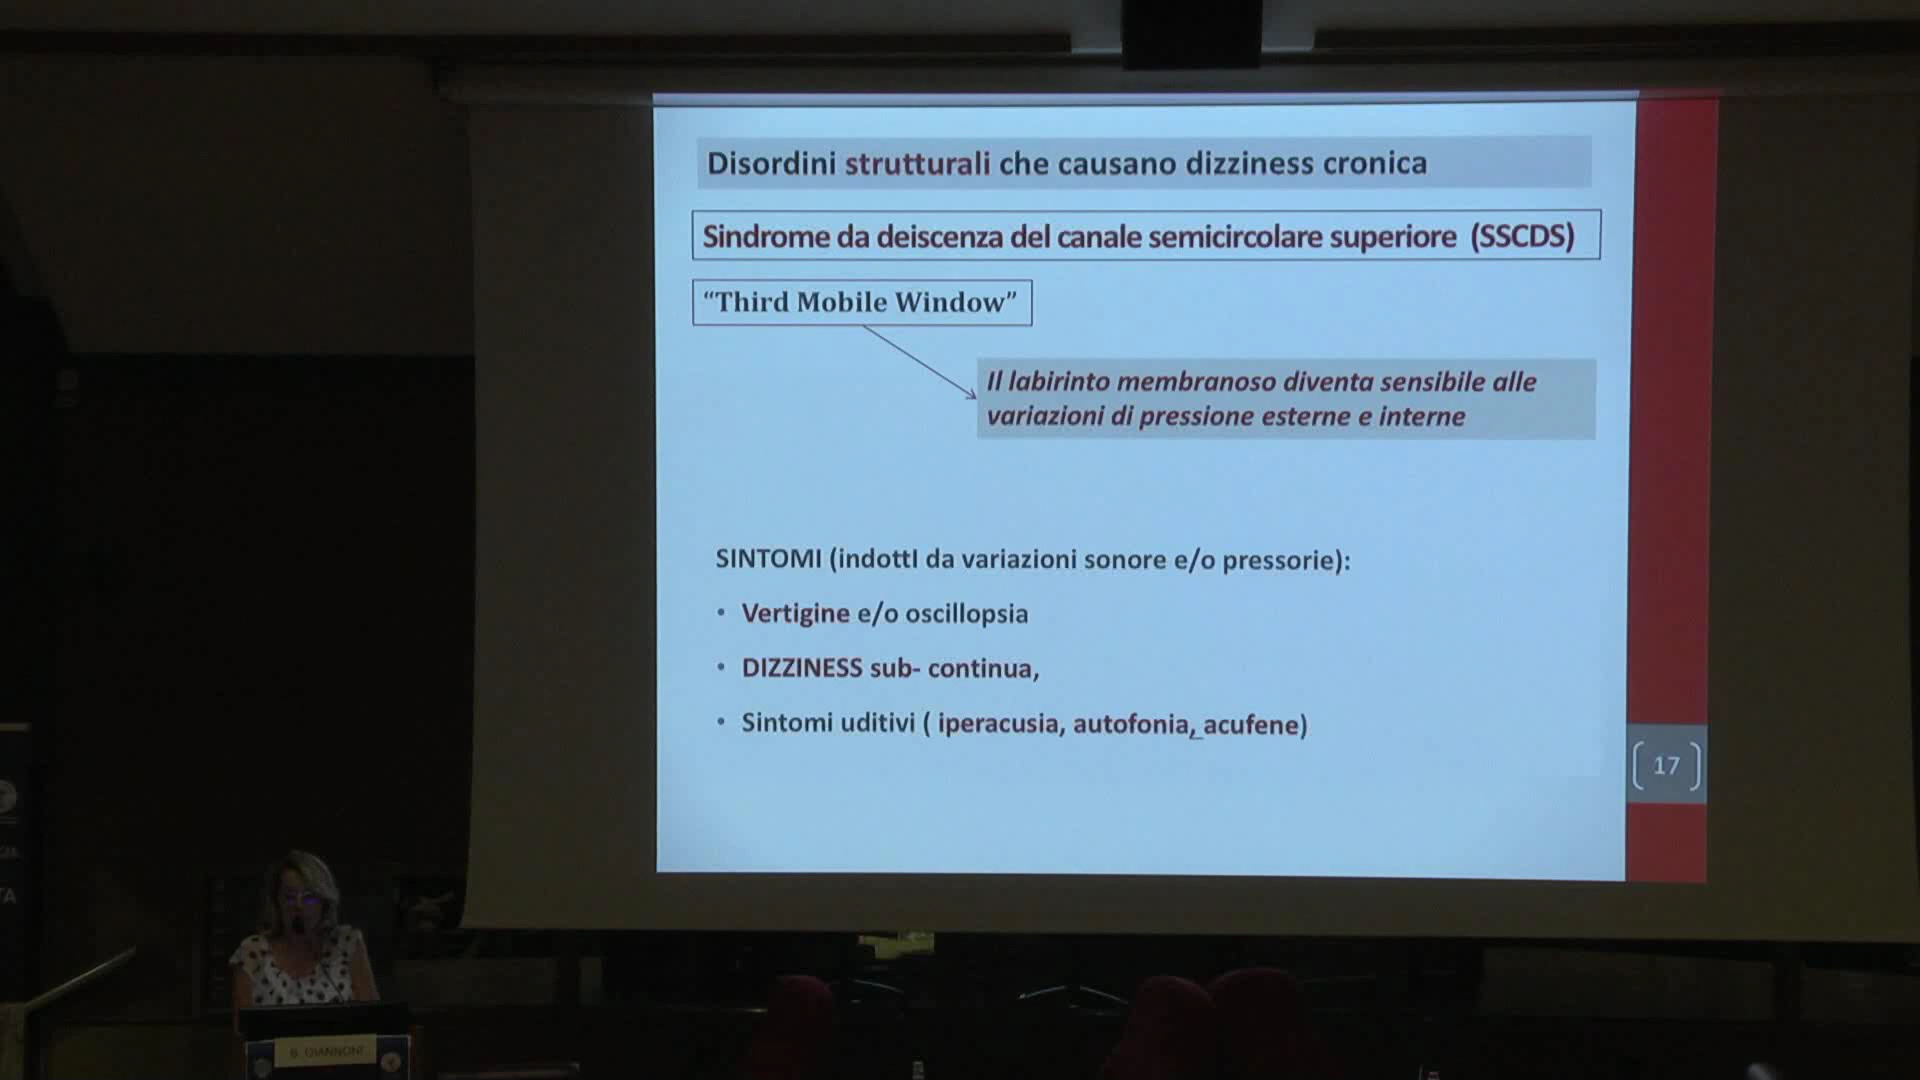 Disordini strutturali che causano dizziness cronica
Sindrome da deiscenza del canale semicircolare superiore (SSCDS)
“Third Mobile Window”
Il labirinto membranoso diventa sensibile alle
variazioni di pressione esterne e interne
SINTOMI (indottI da variazioni sonore e/o pressorie):
• Vertigine e/o oscillopsia
• DIZZINESS sub- continua,
• Sintomi uditivi ( iperacusia, autofonia, acufene)
17
B. GIANNONI